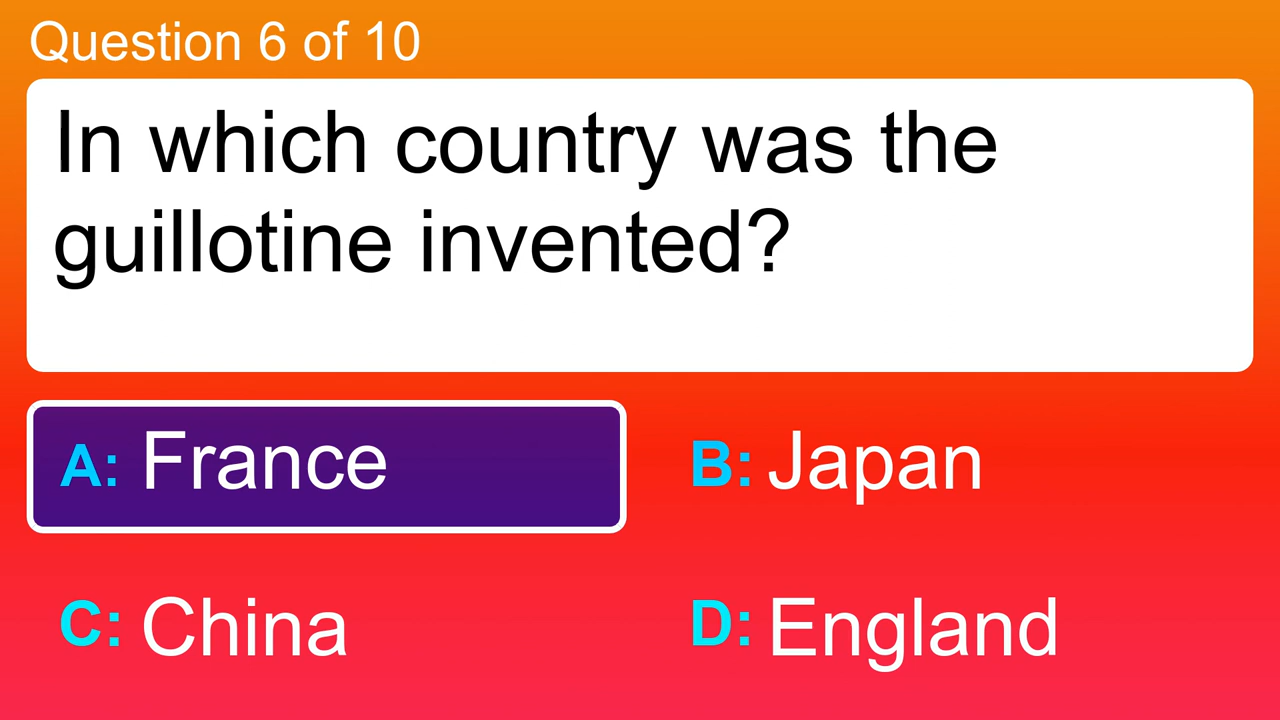 Question 6 of 10
In which country was the
guillotine invented?
A: France
B: Japan
C: China
D: England